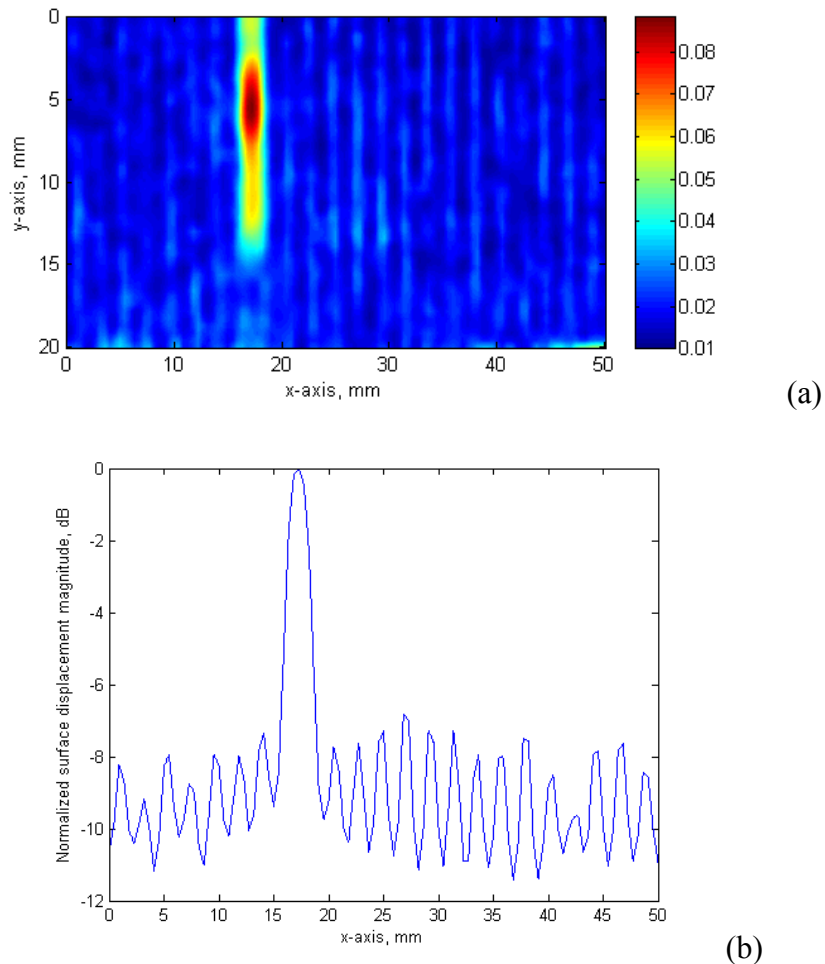 0
5
10
15
20
y-axis, mm
0 10 20 30 40 50
x-axis, mm
0.08
0.07
0.06
0.05
0.04
0.03
0.02
0.01
(a)
0
-2
-4
-6
-8
-10
-12
Normalized surface displacement magnitude, dB
0 5 10 15 20 25 30 35 40 45 50
x-axis, mm
(b)